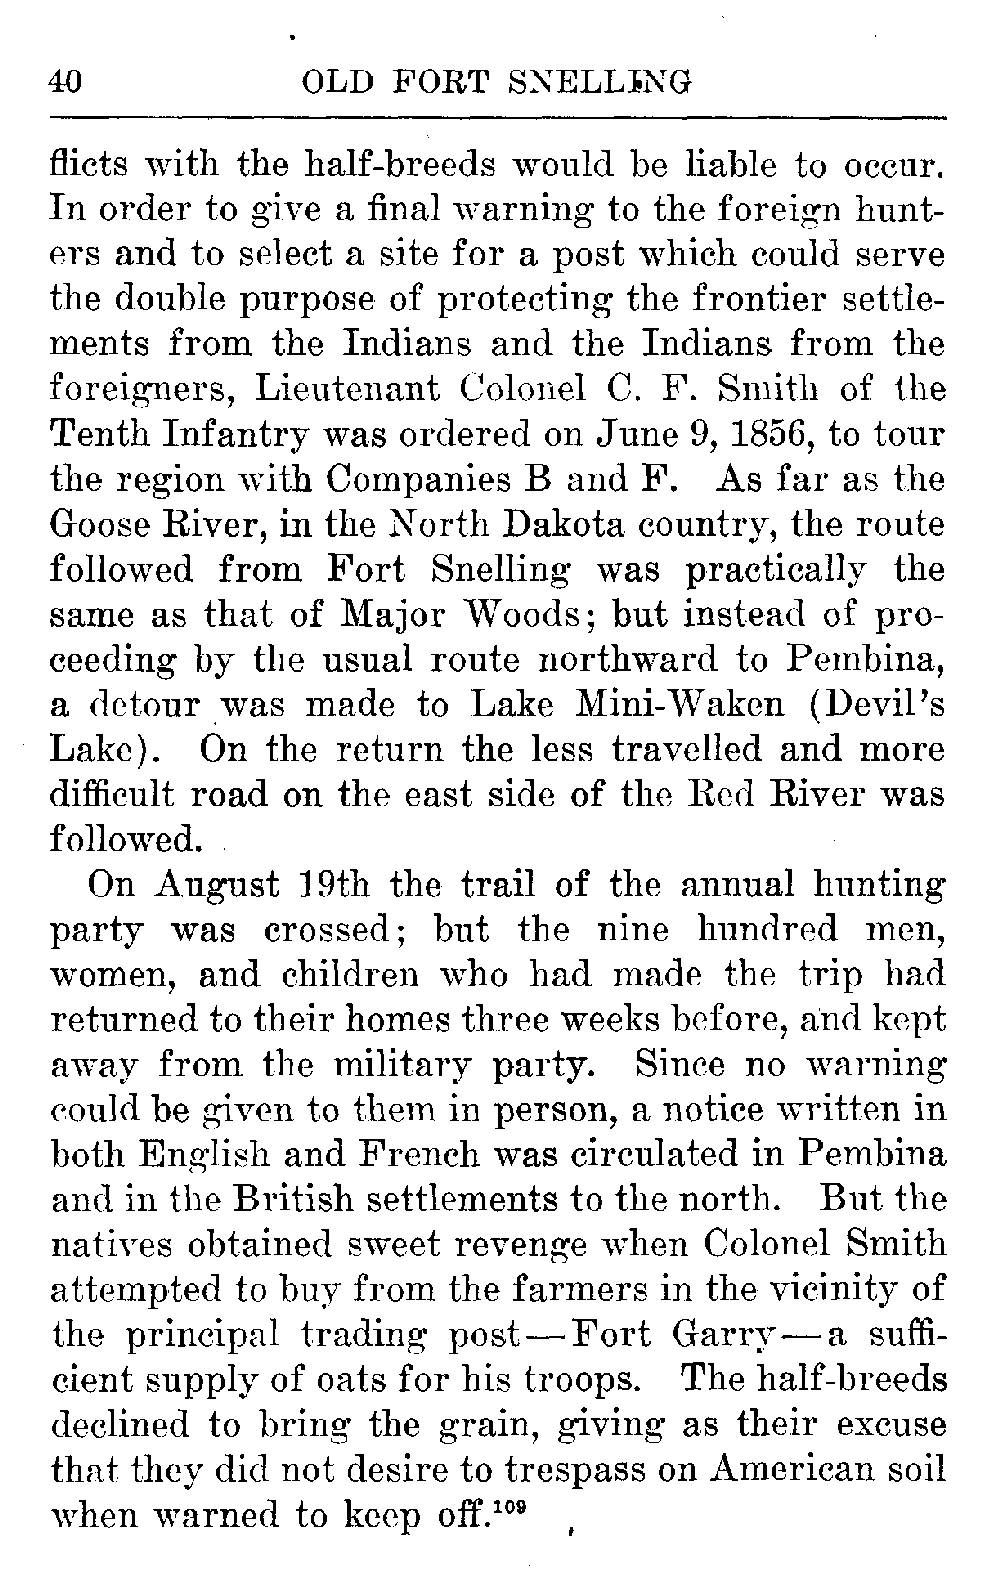 40 OLD FORT SNELLING
flicts with the half-breeds would be liable to occur.
In order to give a final warning to the foreign hunt-
ers and to select a site for a post which could serve
the double purpose of protecting the frontier settle-
ments from the Indians and the Indians from the
foreigners, Lieutenant Colonel C. F. Smith of the
Tenth Infantry was ordered on June 9, 1856, to tour
the region with Companies B and F. As far as the
Goose River, in the North Dakota country, the route
followed from Fort Snelling was practically the
same as that of Major Woods; but instead of pro-
ceeding by the usual route northward to Pembina,
a detour was made to Lake Mini-Waken (Devil's
Lake). On the return the less travelled and more
difficult road on the east side of the Red River was
followed.
On August 19th the trail of the annual hunting
party was crossed; but the nine hundred men,
women, and children who had made the trip had
returned to their homes three weeks before, and kept
away from the military party. Since no warning
could be given to them in person, a notice written in
both English and French was circulated in Pembina
and in the British settlements to the north. But the
natives obtained sweet revenge when Colonel Smith
attempted to buy from the farmers in the vicinity of
the principal trading post—Fort Garry—a suffi-
cient supply of oats for his troops. The half-breeds
declined to bring the grain, giving as their excuse
that they did not desire to trespass on American soil
when warned to keep off.¹⁰⁹